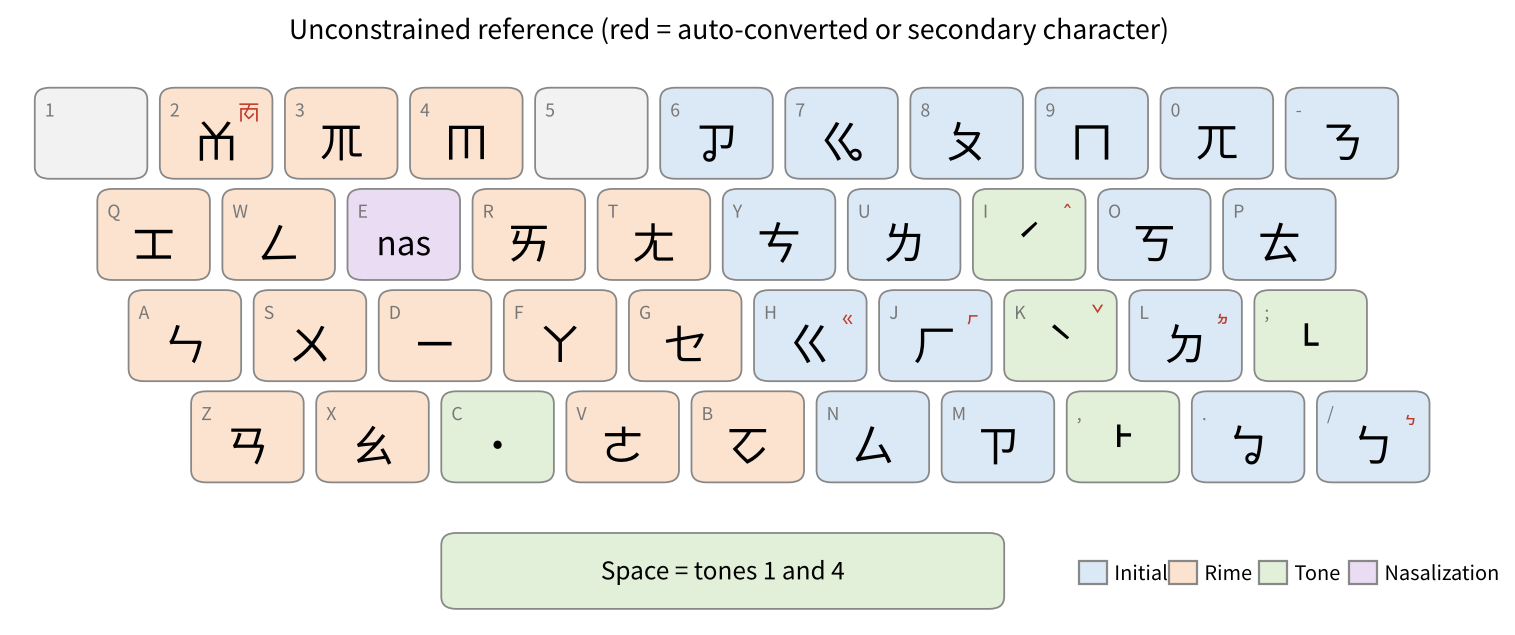 Unconstrained reference (red = auto-converted or secondary character)
1 2 ㆯ ㆱ 3 ㆭ 4 ㆬ 5 6 ㆢ 7 ㆣ 8 ㄆ 9 ㄇ 0 ㄫ - ㄋ
Q ㆲ W ㄥ E nas R ㄞ T ㄤ Y ㄘ U ㄌ I ˊ ˆ O ㄎ P ㄊ
A ㄣ S ㄨ D ㄧ F ㄚ G ㆤ H ㄍ ㆻ J ㄏ ㆷ K ˋ ˇ L ㄉ ㆵ ; ˪
Z ㄢ X ㄠ C ˙ V ㄜ B ㆦ N ㄙ M ㄗ , ˫ . ㆠ / ㄅ ㆴ
Space = tones 1 and 4
Initial Rime Tone Nasalization